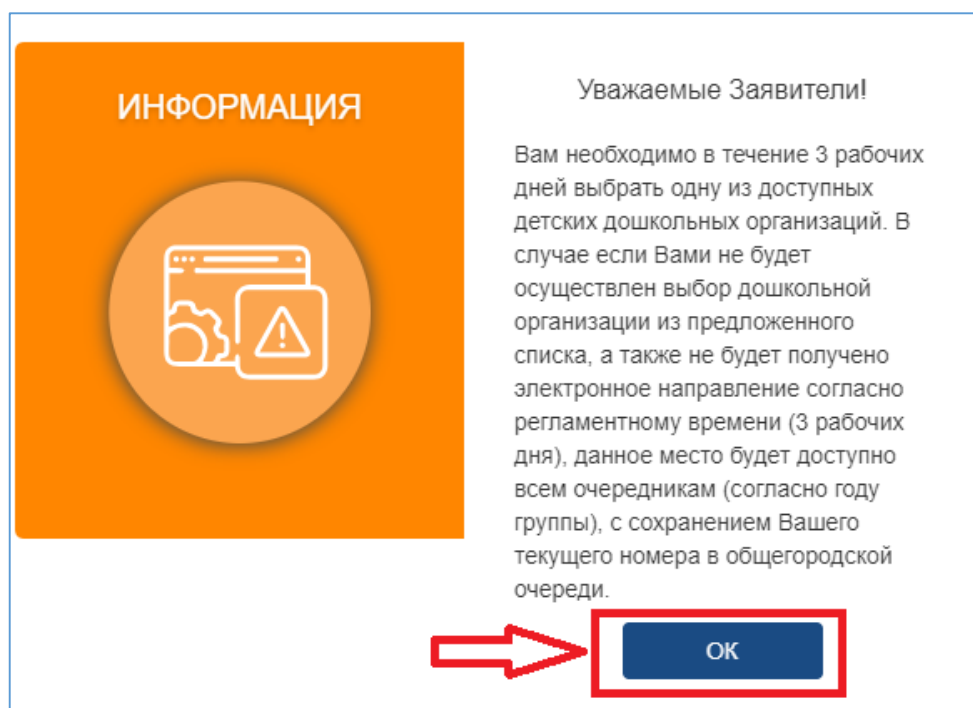 ИНФОРМАЦИЯ
Уважаемые Заявители!
Вам необходимо в течение 3 рабочих
дней выбрать одну из доступных
детских дошкольных организаций. В
случае если Вами не будет
осуществлен выбор дошкольной
организации из предложенного
списка, а также не будет получено
электронное направление согласно
регламентному времени (3 рабочих
дня), данное место будет доступно
всем очередникам (согласно году
группы), с сохранением Вашего
текущего номера в общегородской
очереди.
ОК